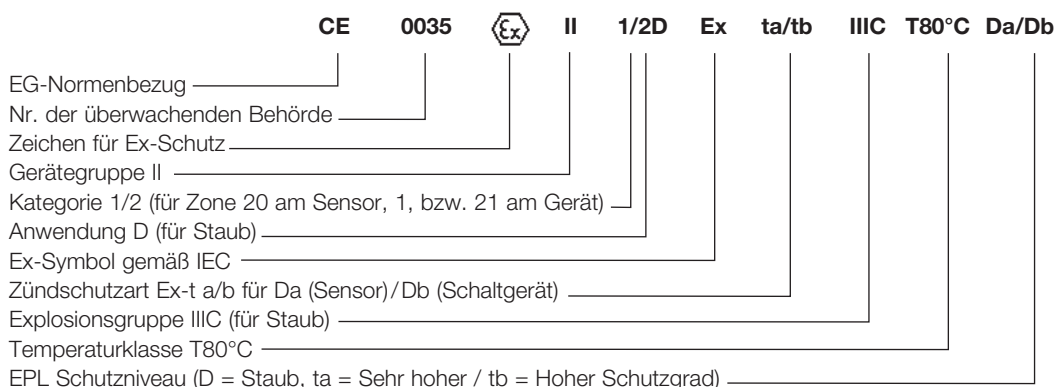 CE 0035 Ex II 1/2D Ex ta/tb IIIC T80°C Da/Db
EG-Normenbezug
Nr. der überwachenden Behörde
Zeichen für Ex-Schutz
Gerätegruppe II
Kategorie 1/2 (für Zone 20 am Sensor, 1, bzw. 21 am Gerät)
Anwendung D (für Staub)
Ex-Symbol gemäß IEC
Zündschutzart Ex-t a/b für Da (Sensor)/Db (Schaltgerät)
Explosionsgruppe IIIC (für Staub)
Temperaturklasse T80°C
EPL Schutzniveau (D = Staub, ta = Sehr hoher / tb = Hoher Schutzgrad)